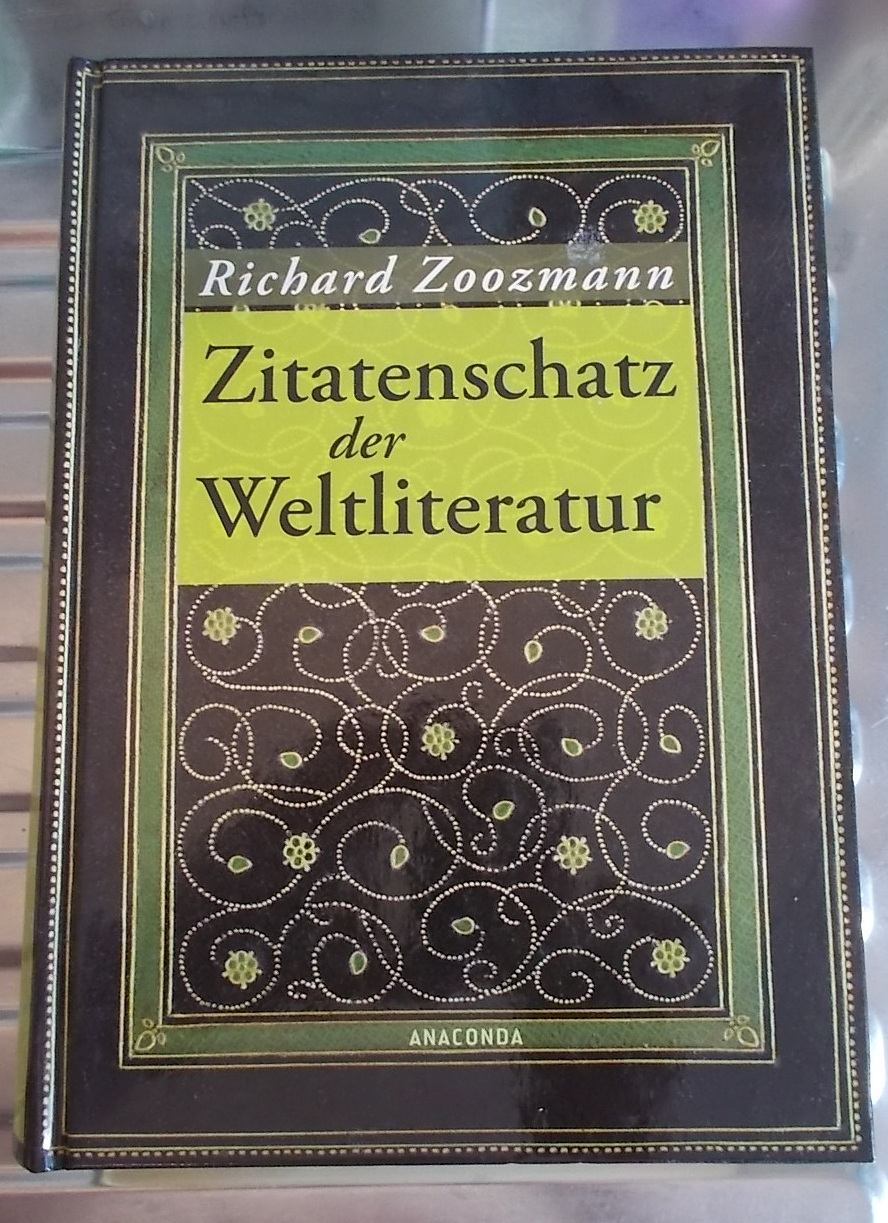 Richard Zoozmann
Zitatenschatz
der
Weltliteratur
ANACONDA